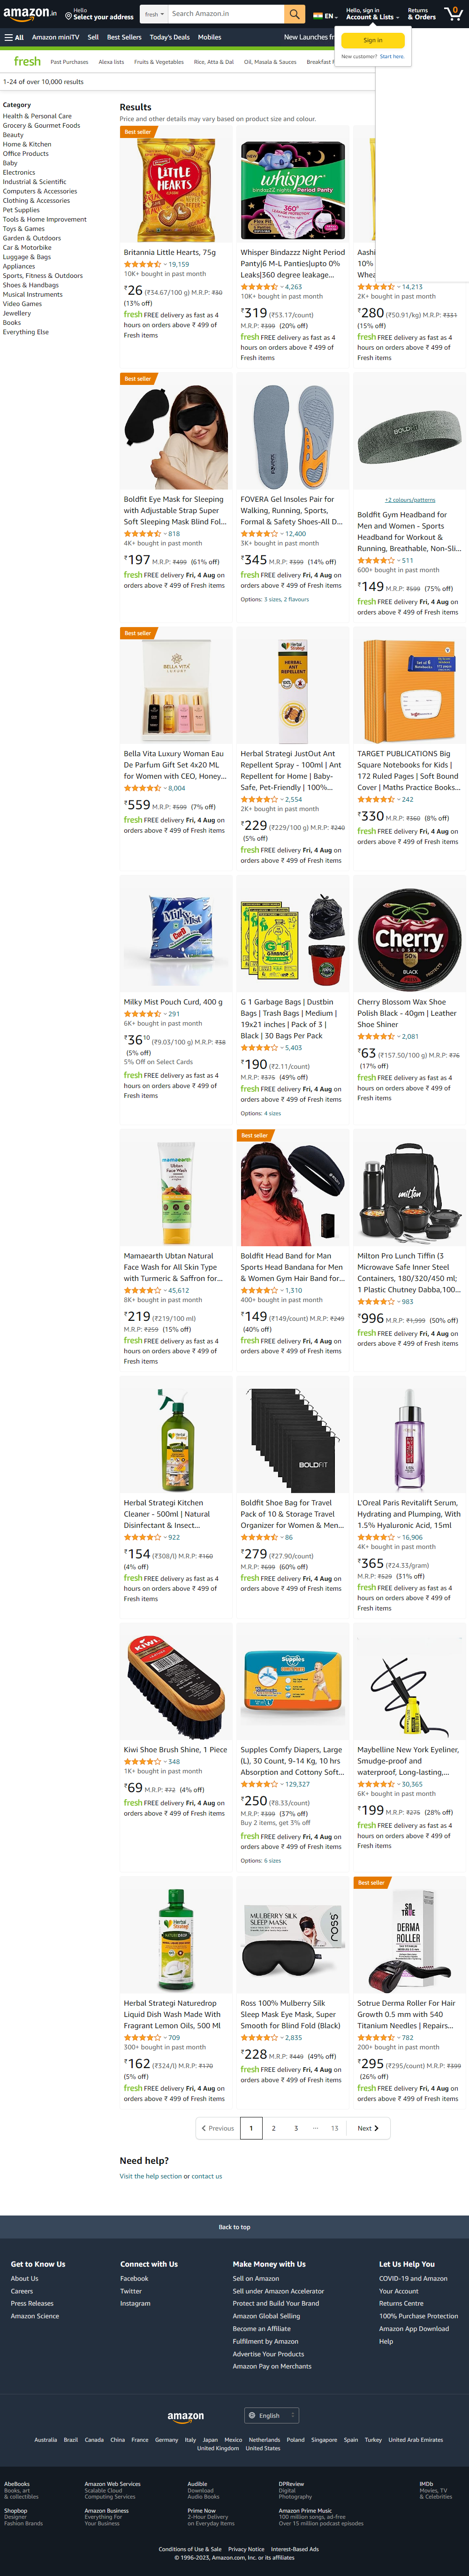 amazon.in
Hello
Select your address
fresh
Search Amazon.in
EN
Hello, sign in
Account & Lists
Returns
& Orders
0
All
Amazon miniTV
Sell
Best Sellers
Today's Deals
Mobiles
New Launches fr
Sign in
New customer? Start here.
fresh
Past Purchases
Alexa lists
Fruits & Vegetables
Rice, Atta & Dal
Oil, Masala & Sauces
Breakfast
1-24 of over 10,000 results
Category
Health & Personal Care
Grocery & Gourmet Foods
Beauty
Home & Kitchen
Office Products
Baby
Electronics
Industrial & Scientific
Computers & Accessories
Clothing & Accessories
Pet Supplies
Tools & Home Improvement
Toys & Games
Garden & Outdoors
Car & Motorbike
Luggage & Bags
Appliances
Sports, Fitness & Outdoors
Shoes & Handbags
Musical Instruments
Video Games
Jewellery
Books
Everything Else
Results
Price and other details may vary based on product size and colour.
Best seller
LITTLE
HEARTS
Britannia Little Hearts, 75g
19,159
10K+ bought in past month
₹26 (₹34.67/100 g) M.R.P: ₹30
(13% off)
fresh FREE delivery as fast as 4
hours on orders above ₹ 499 of
Fresh items
whisper
Period Panty
360°
Whisper Bindazzz Night Period
Panty|6 M-L Panties|upto 0%
Leaks|360 degree leakage...
4,263
10K+ bought in past month
₹319 (₹53.17/count)
M.R.P: ₹399 (20% off)
fresh FREE delivery as fast as 4
hours on orders above ₹ 499 of
Fresh items
Aashi
10%
Whea
14,213
2K+ bought in past month
₹280 (₹50.91/kg) M.R.P: ₹331
(15% off)
fresh FREE delivery as fast as 4
hours on orders above ₹ 499 of
Fresh items
Best seller
Boldfit Eye Mask for Sleeping
with Adjustable Strap Super
Soft Sleeping Mask Blind Fol...
818
4K+ bought in past month
₹197 M.R.P: ₹499 (61% off)
fresh FREE delivery Fri, 4 Aug on
orders above ₹ 499 of Fresh items
FOVERA
FOVERA Gel Insoles Pair for
Walking, Running, Sports,
Formal & Safety Shoes-All D...
12,400
3K+ bought in past month
₹345 M.R.P: ₹399 (14% off)
fresh FREE delivery Fri, 4 Aug on
orders above ₹ 499 of Fresh items
Options: 3 sizes, 2 flavours
BOLDFIT
+2 colours/patterns
Boldfit Gym Headband for
Men and Women - Sports
Headband for Workout &
Running, Breathable, Non-Sli...
511
600+ bought in past month
₹149 M.R.P: ₹599 (75% off)
fresh FREE delivery Fri, 4 Aug on
orders above ₹ 499 of Fresh items
Best seller
BELLA VITA
LUXURY
Bella Vita Luxury Woman Eau
De Parfum Gift Set 4x20 ML
for Women with CEO, Honey...
8,004
₹559 M.R.P: ₹599 (7% off)
fresh FREE delivery Fri, 4 Aug on
orders above ₹ 499 of Fresh items
HERBAL
ANT
REPELLENT
Herbal Strategi JustOut Ant
Repellent Spray - 100ml | Ant
Repellent for Home | Baby-
Safe, Pet-Friendly | 100%...
2,554
2K+ bought in past month
₹229 (₹229/100 g) M.R.P: ₹240
(5% off)
fresh FREE delivery Fri, 4 Aug on
orders above ₹ 499 of Fresh items
Set of 6
Notebooks
TARGET PUBLICATIONS Big
Square Notebooks for Kids |
172 Ruled Pages | Soft Bound
Cover | Maths Practice Books...
242
₹330 M.R.P: ₹360 (8% off)
fresh FREE delivery Fri, 4 Aug on
orders above ₹ 499 of Fresh items
Milky Mist
Curd
Milky Mist Pouch Curd, 400 g
291
6K+ bought in past month
₹36.10 (₹9.03/100 g) M.R.P: ₹38
(5% off)
5% Off on Select Cards
fresh FREE delivery as fast as 4
hours on orders above ₹ 499 of
Fresh items
G-1
GARBAGE
G 1 Garbage Bags | Dustbin
Bags | Trash Bags | Medium |
19x21 inches | Pack of 3 |
Black | 30 Bags Per Pack
5,403
₹190 (₹2.11/count)
M.R.P: ₹375 (49% off)
fresh FREE delivery Fri, 4 Aug on
orders above ₹ 499 of Fresh items
Options: 4 sizes
Cherry
BLOSSOM
50%
BLACK
Cherry Blossom Wax Shoe
Polish Black - 40gm | Leather
Shoe Shiner
2,081
₹63 (₹157.50/100 g) M.R.P: ₹76
(17% off)
fresh FREE delivery as fast as 4
hours on orders above ₹ 499 of
Fresh items
mamaearth
Ubtan
Face Wash
Mamaearth Ubtan Natural
Face Wash for All Skin Type
with Turmeric & Saffron for...
45,612
8K+ bought in past month
₹219 (₹219/100 ml)
M.R.P: ₹259 (15% off)
fresh FREE delivery as fast as 4
hours on orders above ₹ 499 of
Fresh items
Best seller
Boldfit Head Band for Man
Sports Head Bandana for Men
& Women Gym Hair Band for...
1,310
400+ bought in past month
₹149 (₹149/count) M.R.P: ₹249
(40% off)
fresh FREE delivery Fri, 4 Aug on
orders above ₹ 499 of Fresh items
milton
Milton Pro Lunch Tiffin (3
Microwave Safe Inner Steel
Containers, 180/320/450 ml;
1 Plastic Chutney Dabba,100...
983
₹996 M.R.P: ₹1,999 (50% off)
fresh FREE delivery Fri, 4 Aug on
orders above ₹ 499 of Fresh items
Herbal Strategi Kitchen
Cleaner - 500ml | Natural
Disinfectant & Insect...
922
₹154 (₹308/l) M.R.P: ₹160
(4% off)
fresh FREE delivery as fast as 4
hours on orders above ₹ 499 of
Fresh items
BOLDFIT
Boldfit Shoe Bag for Travel
Pack of 10 & Storage Travel
Organizer for Women & Men...
86
₹279 (₹27.90/count)
M.R.P: ₹699 (60% off)
fresh FREE delivery Fri, 4 Aug on
orders above ₹ 499 of Fresh items
L'Oreal Paris Revitalift Serum,
Hydrating and Plumping, With
1.5% Hyaluronic Acid, 15ml
16,906
4K+ bought in past month
₹365 (₹24.33/gram)
M.R.P: ₹529 (31% off)
fresh FREE delivery as fast as 4
hours on orders above ₹ 499 of
Fresh items
KIWI
Kiwi Shoe Brush Shine, 1 Piece
348
1K+ bought in past month
₹69 M.R.P: ₹72 (4% off)
fresh FREE delivery Fri, 4 Aug on
orders above ₹ 499 of Fresh items
Supples
Supples Comfy Diapers, Large
(L), 30 Count, 9-14 Kg, 10 hrs
Absorption and Cottony Soft...
129,327
₹250 (₹8.33/count)
M.R.P: ₹399 (37% off)
Buy 2 items, get 3% off
fresh FREE delivery Fri, 4 Aug on
orders above ₹ 499 of Fresh items
Options: 6 sizes
Maybelline New York Eyeliner,
Smudge-proof and
waterproof, Long-lasting,...
30,365
6K+ bought in past month
₹199 M.R.P: ₹275 (28% off)
fresh FREE delivery as fast as 4
hours on orders above ₹ 499 of
Fresh items
Herbal Strategi Naturedrop
Liquid Dish Wash Made With
Fragrant Lemon Oils, 500 Ml
709
300+ bought in past month
₹162 (₹324/l) M.R.P: ₹170
(5% off)
fresh FREE delivery Fri, 4 Aug on
orders above ₹ 499 of Fresh items
MULBERRY SILK
SLEEP MASK
ross
Ross 100% Mulberry Silk
Sleep Mask Eye Mask, Super
Smooth for Blind Fold (Black)
2,835
₹228 M.R.P: ₹449 (49% off)
fresh FREE delivery Fri, 4 Aug on
orders above ₹ 499 of Fresh items
Best seller
DERMA
ROLLER
Sotrue Derma Roller For Hair
Growth 0.5 mm with 540
Titanium Needles | Repairs...
782
200+ bought in past month
₹295 (₹295/count) M.R.P: ₹399
(26% off)
fresh FREE delivery Fri, 4 Aug on
orders above ₹ 499 of Fresh items
Previous
1
2
3
...
13
Next
Need help?
Visit the help section or contact us
Back to top
Get to Know Us
About Us
Careers
Press Releases
Amazon Science
Connect with Us
Facebook
Twitter
Instagram
Make Money with Us
Sell on Amazon
Sell under Amazon Accelerator
Protect and Build Your Brand
Amazon Global Selling
Become an Affiliate
Fulfilment by Amazon
Advertise Your Products
Amazon Pay on Merchants
Let Us Help You
COVID-19 and Amazon
Your Account
Returns Centre
100% Purchase Protection
Amazon App Download
Help
amazon
English
Australia Brazil Canada China France Germany Italy Japan Mexico Netherlands Poland Singapore Spain Turkey United Arab Emirates
United Kingdom United States
AbeBooks
Books, art
& collectibles
Amazon Web Services
Scalable Cloud
Computing Services
Audible
Download
Audio Books
DPReview
Digital
Photography
IMDb
Movies, TV
& Celebrities
Shopbop
Designer
Fashion Brands
Amazon Business
Everything For
Your Business
Prime Now
2-Hour Delivery
on Everyday Items
Amazon Prime Music
100 million songs, ad-free
Over 15 million podcast episodes
Conditions of Use & Sale Privacy Notice Interest-Based Ads
© 1996-2023, Amazon.com, Inc. or its affiliates